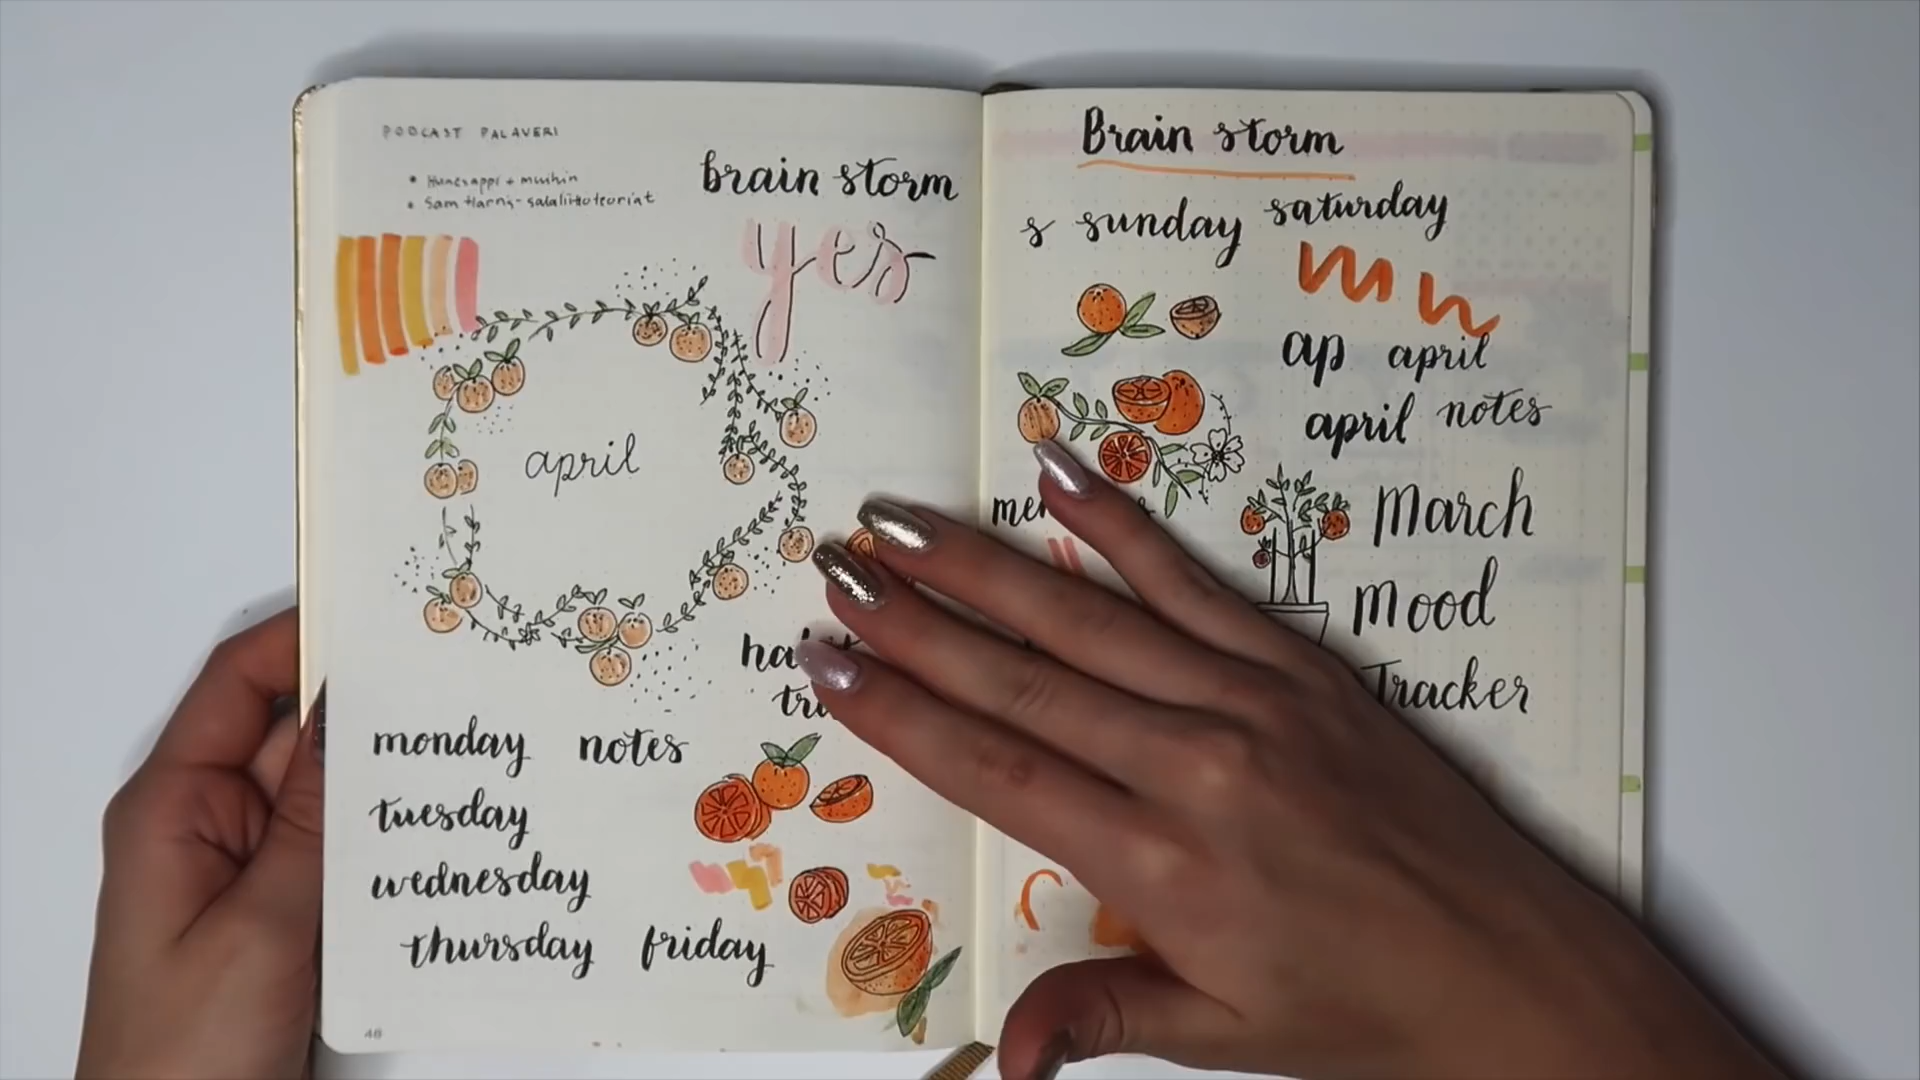 PODCAST PALAVERI
brain storm
yes
april
monday notes
tuesday
wednesday
thursday friday
48
Brain storm
s sunday saturday
ap april
april notes
March
Mood
Tracker